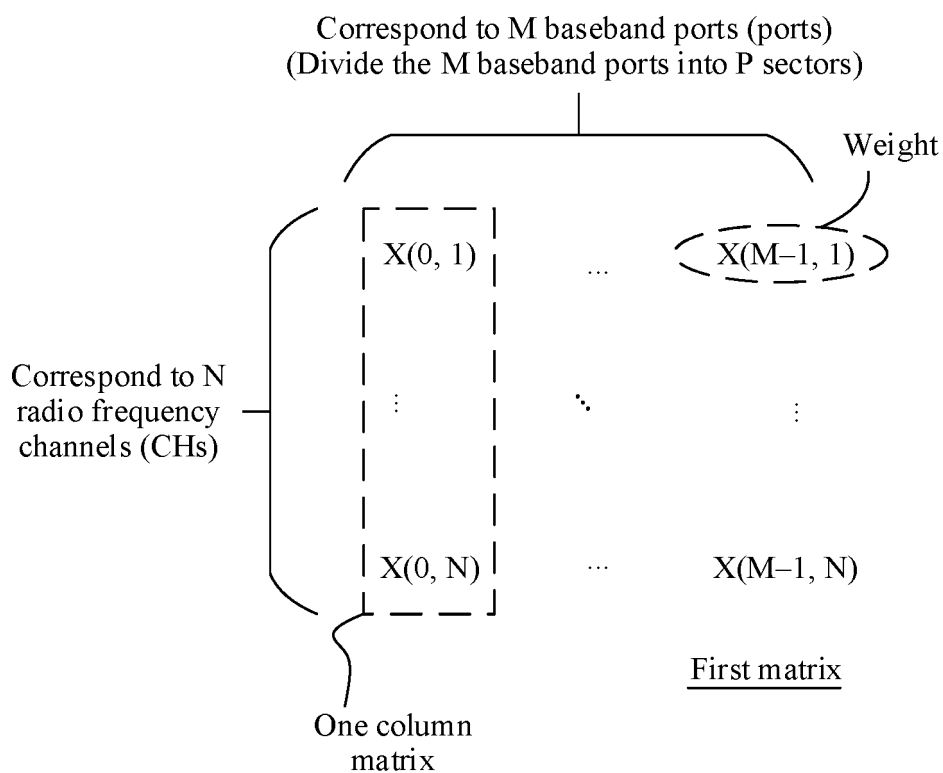 Correspond to M baseband ports (ports)
(Divide the M baseband ports into P sectors)
Weight
X(0, 1)
...
X(M–1, 1)
Correspond to N
radio frequency
channels (CHs)
X(0, N)
...
X(M–1, N)
First matrix
One column
matrix